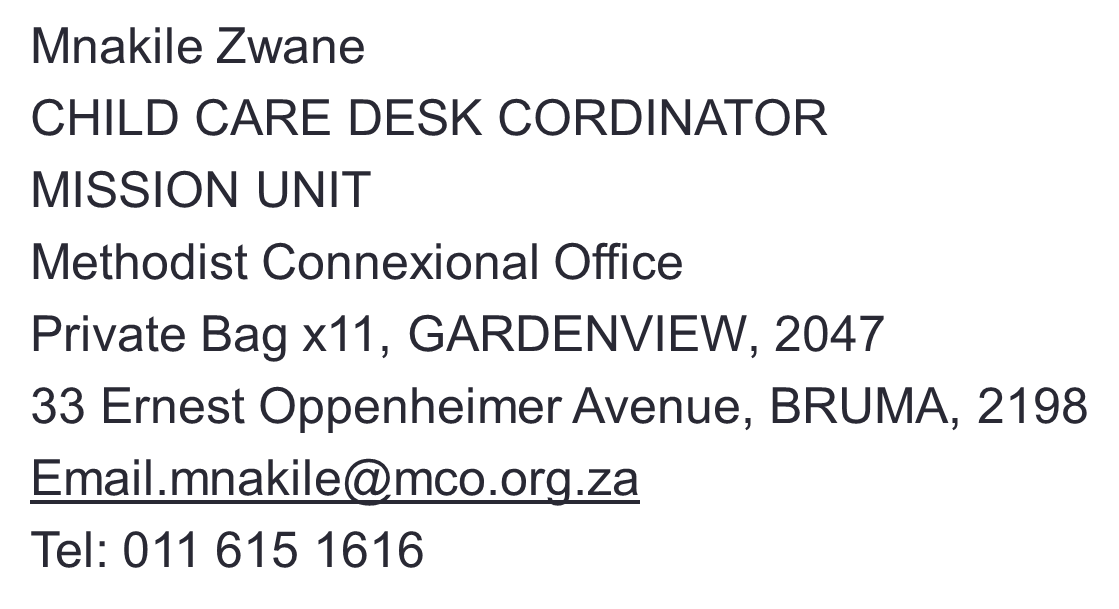 Mnakile Zwane
CHILD CARE DESK CORDINATOR
MISSION UNIT
Methodist Connexional Office
Private Bag x11, GARDENVIEW, 2047
33 Ernest Oppenheimer Avenue, BRUMA, 2198
Email.mnakile@mco.org.za
Tel: 011 615 1616